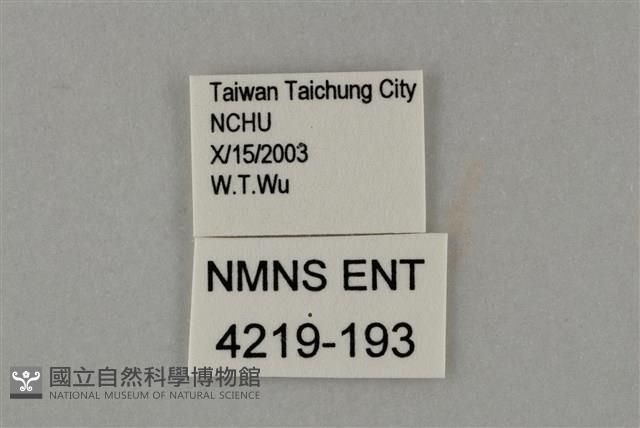 Taiwan Taichung City
NCHU
X/15/2003
W.T.Wu
NMNS ENT
4219-193
國立自然科學博物館
NATIONAL MUSEUM OF NATURAL SCIENCE